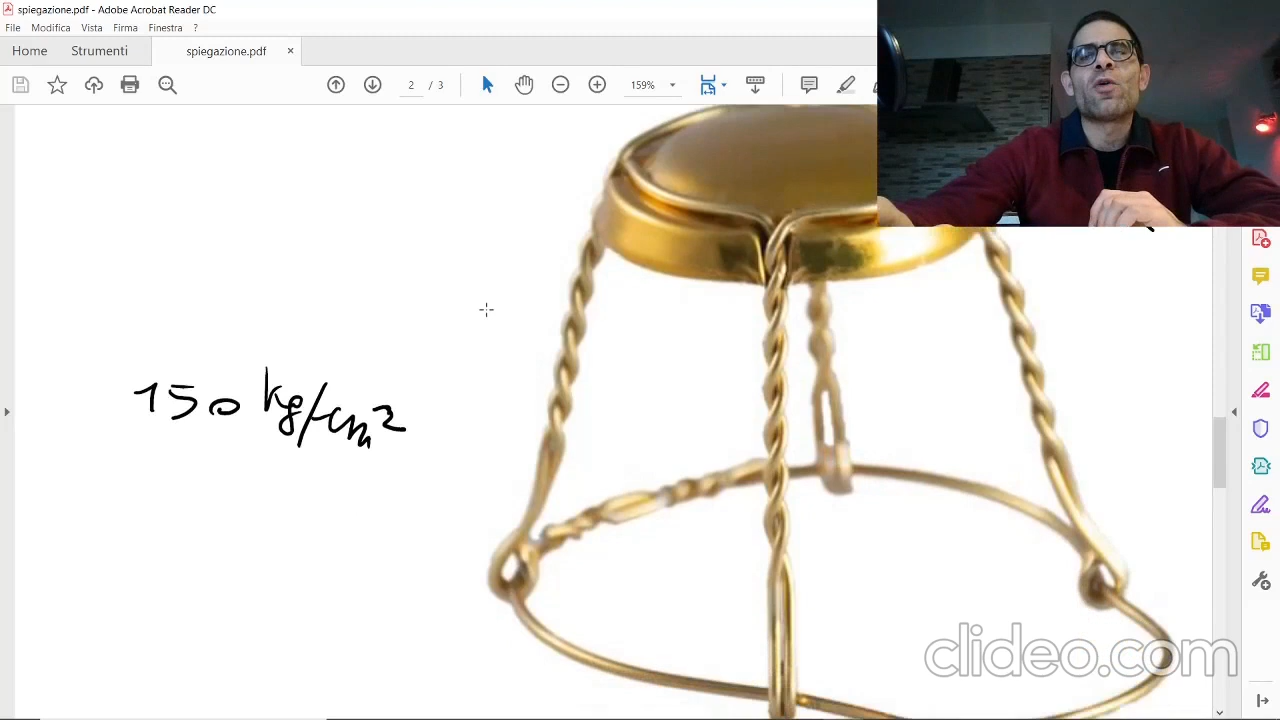 spiegazione.pdf - Adobe Acrobat Reader DC
File Modifica Vista Firma Finestra ?
Home Strumenti spiegazione.pdf ×
2 / 3 159%
150 kg/cm²
clideo.com